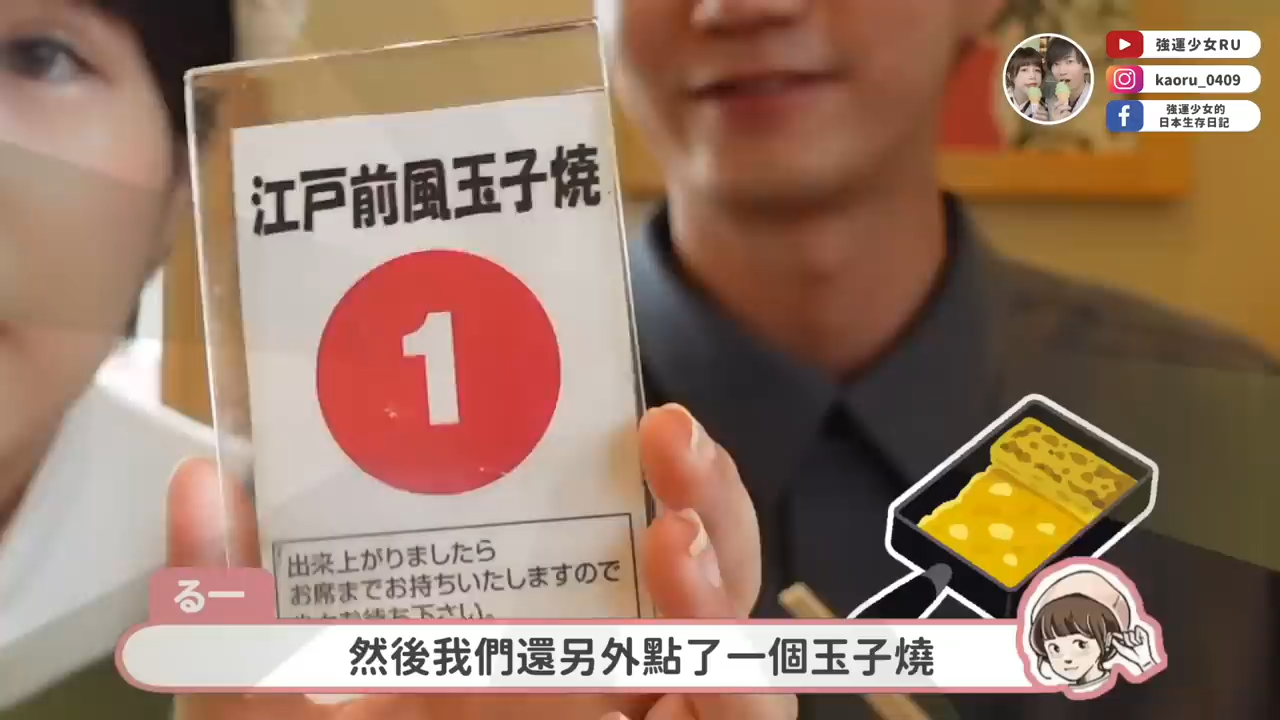 強運少女RU
kaoru_0409
強運少女的
日本生存日記
江戸前風玉子焼
1
出来上がりましたら
お席までお持ちいたしますので
るー
然後我們還另外點了一個玉子燒